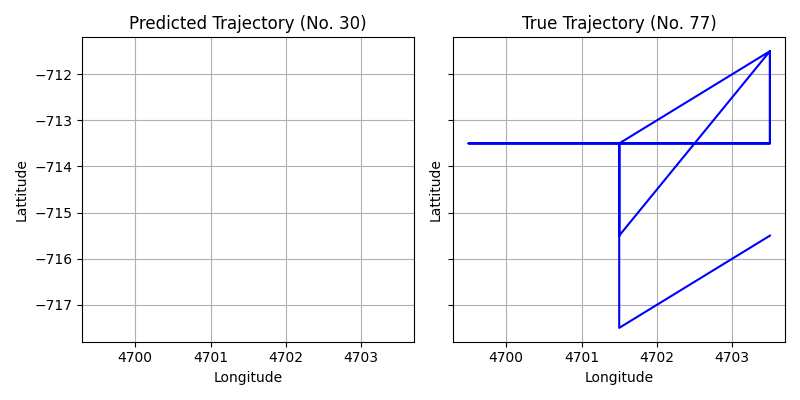 Predicted Trajectory (No. 30)
−712
−713
−714
−715
−716
−717
Lattitude
4700 4701 4702 4703
Longitude
True Trajectory (No. 77)
Lattitude
4700 4701 4702 4703
Longitude